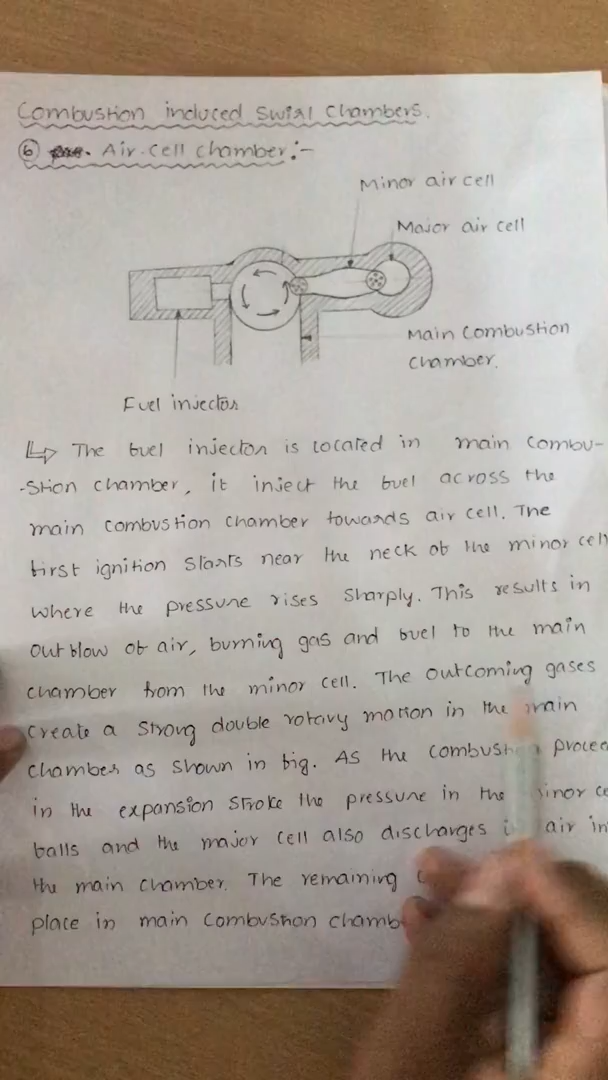 Combustion induced Swirl Chambers.
⑥ Air-cell chamber:-
Minor air cell
Major air cell
Main Combustion
Chamber.
Fuel injector
↳ The fuel injector is located in main Combu-
-stion chamber, it inject the fuel across the
main combustion chamber towards air cell. The
first ignition starts near the neck of the minor cell
where the pressure rises sharply. This results in
out blow of air, burning gas and fuel to the main
chamber from the minor cell. The outcoming gases
create a strong double rotary motion in the main
chamber as shown in fig. As the combustion
in the expansion stroke the pressure in the minor
falls and the major cell also discharges air
the main chamber. The remaining
place in main combustion